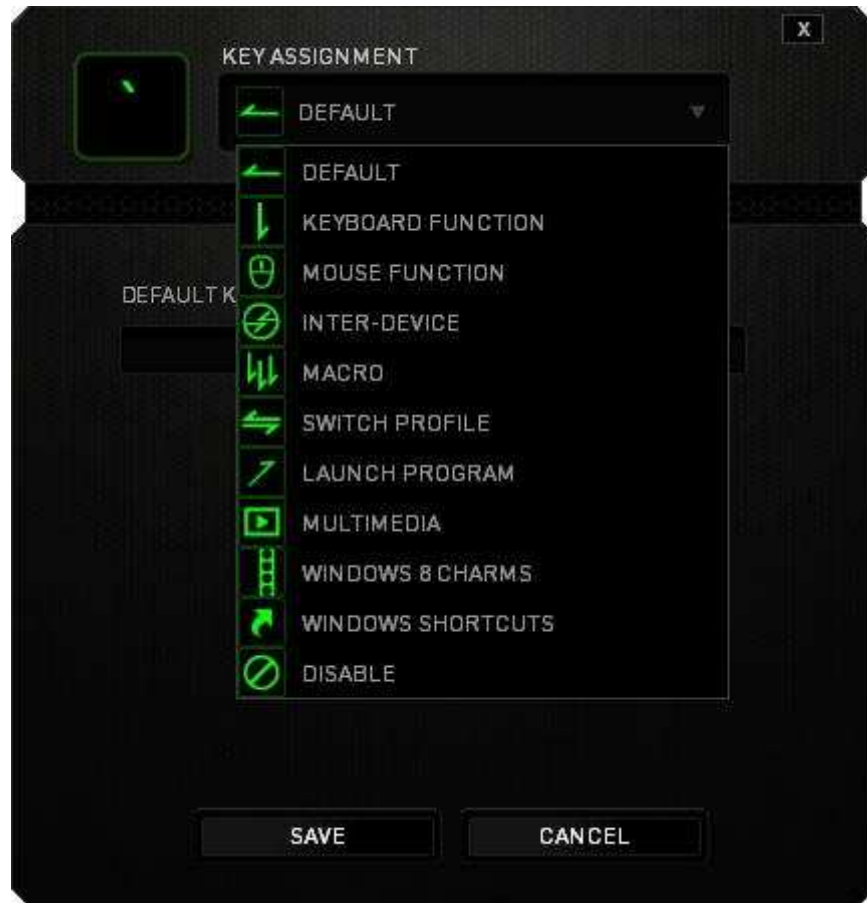 X
KEY ASSIGNMENT
`
DEFAULT
DEFAULT
KEYBOARD FUNCTION
MOUSE FUNCTION
DEFAULT K
INTER-DEVICE
MACRO
SWITCH PROFILE
LAUNCH PROGRAM
MULTIMEDIA
WINDOWS 8 CHARMS
WINDOWS SHORTCUTS
DISABLE
SAVE
CANCEL